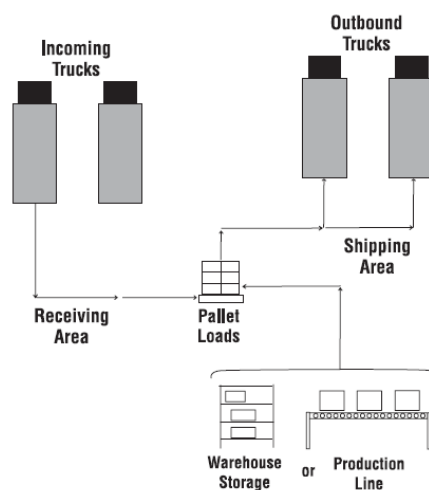 Incoming
Trucks
Outbound
Trucks
Shipping
Area
Receiving
Area
Pallet
Loads
Warehouse
Storage
or
Production
Line